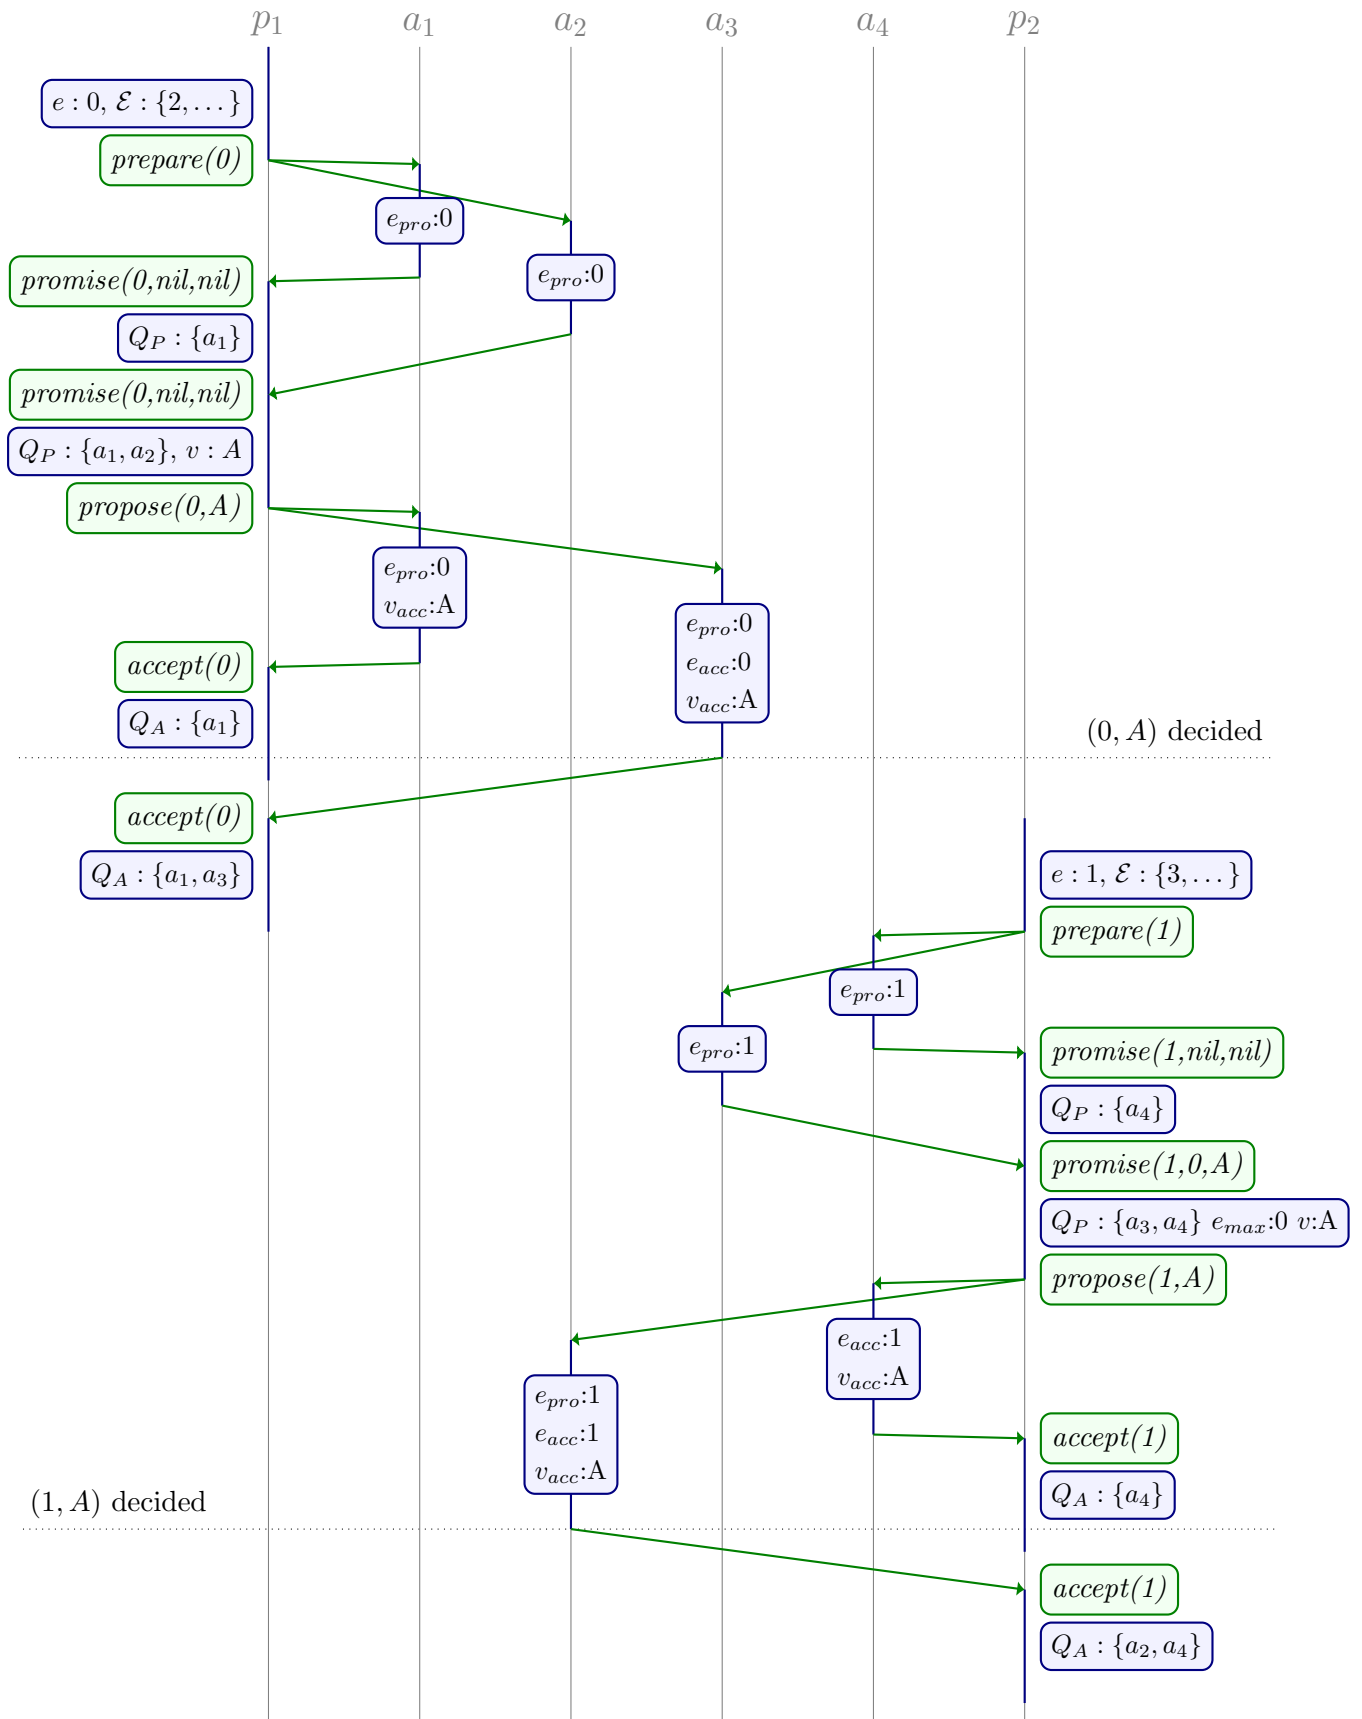 p₁ a₁ a₂ a₃ a₄ p₂
e : 0, ℰ : {2, … }
prepare(0)
e_pro:0
promise(0,nil,nil)
e_pro:0
Q_P : {a₁}
promise(0,nil,nil)
Q_P : {a₁, a₂}, v : A
propose(0,A)
e_pro:0
v_acc:A
e_pro:0
e_acc:0
v_acc:A
accept(0)
Q_A : {a₁}
(0, A) decided
accept(0)
Q_A : {a₁, a₃}
e : 1, ℰ : {3, … }
prepare(1)
e_pro:1
e_pro:1
promise(1,nil,nil)
Q_P : {a₄}
promise(1,0,A)
Q_P : {a₃, a₄} e_max:0 v:A
propose(1,A)
e_acc:1
v_acc:A
e_pro:1
e_acc:1
v_acc:A
accept(1)
Q_A : {a₄}
(1, A) decided
accept(1)
Q_A : {a₂, a₄}